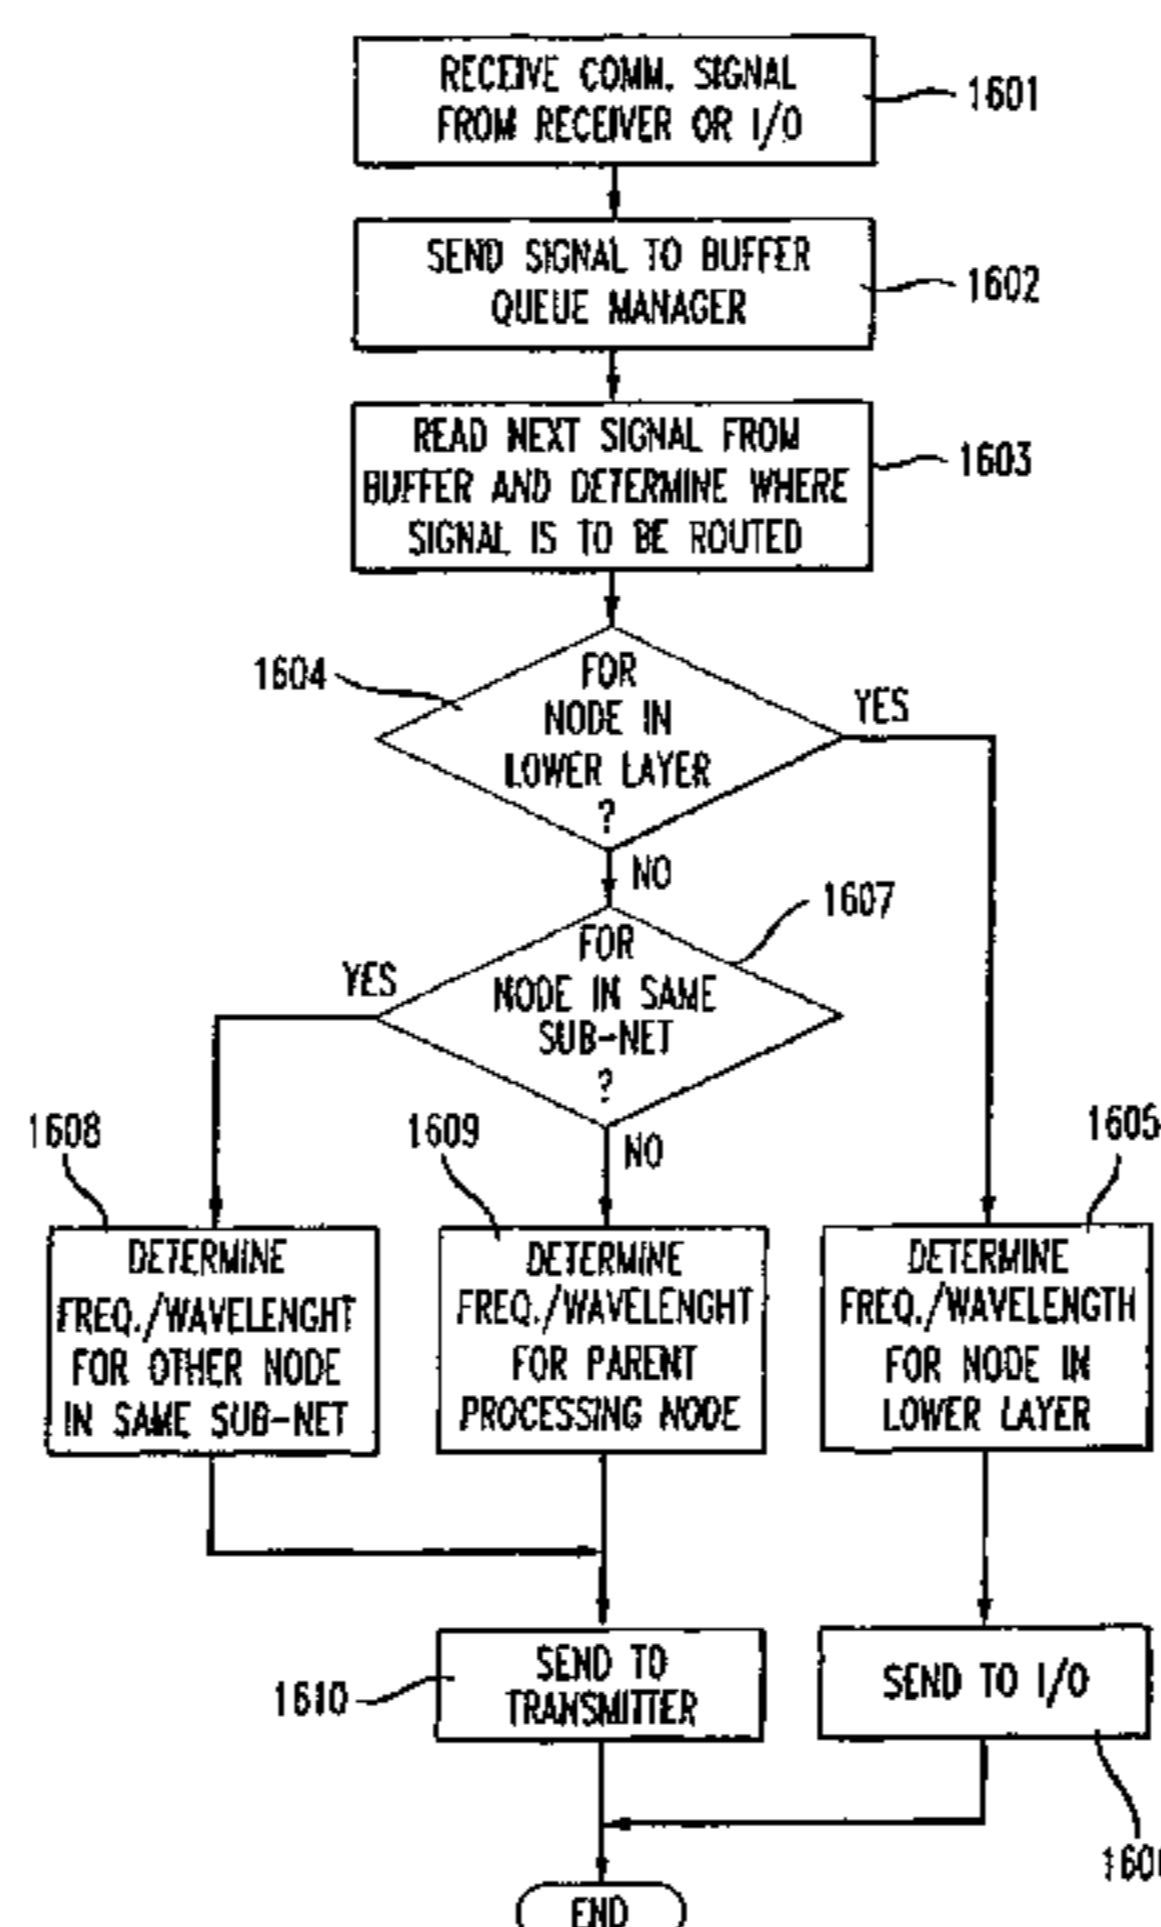 RECEIVE COMM. SIGNAL
FROM RECEIVER OR I/O
1601
SEND SIGNAL TO BUFFER
QUEUE MANAGER
1602
READ NEXT SIGNAL FROM
BUFFER AND DETERMINE WHERE
SIGNAL IS TO BE ROUTED
1603
1604
FOR
NODE IN
LOWER LAYER
?
YES
NO
1607
FOR
NODE IN SAME
SUB-NET
?
YES
NO
1608
DETERMINE
FREQ./WAVELENGHT
FOR OTHER NODE
IN SAME SUB-NET
1609
DETERMINE
FREQ./WAVELENGHT
FOR PARENT
PROCESSING NODE
1605
DETERMINE
FREQ./WAVELENGTH
FOR NODE IN
LOWER LAYER
1610
SEND TO
TRANSMITTER
SEND TO I/O
END